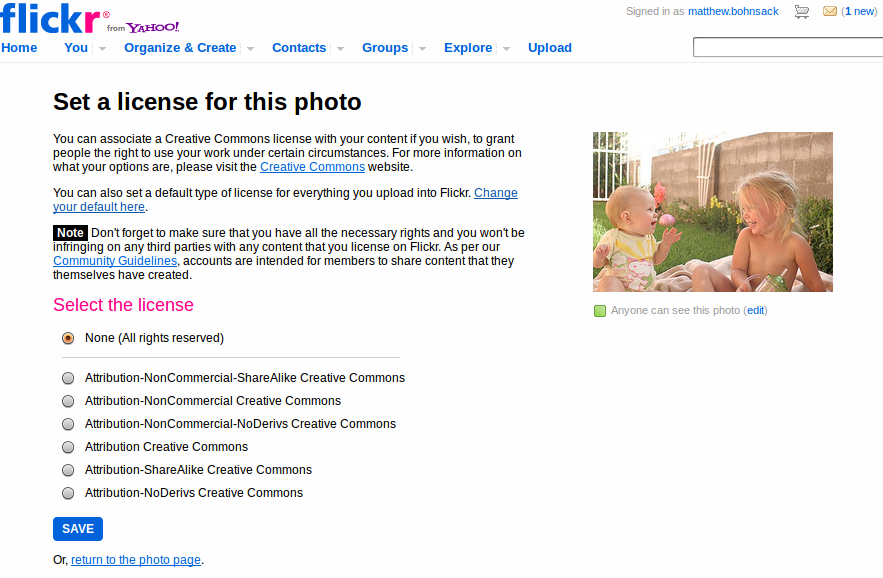 flickr® from YAHOO!
Signed in as matthew.bohnsack (1 new)
Home You Organize & Create Contacts Groups Explore Upload
Set a license for this photo
You can associate a Creative Commons license with your content if you wish, to grant
people the right to use your work under certain circumstances. For more information on
what your options are, please visit the Creative Commons website.
You can also set a default type of license for everything you upload into Flickr. Change
your default here.
Note Don't forget to make sure that you have all the necessary rights and you won't be
infringing on any third parties with any content that you license on Flickr. As per our
Community Guidelines, accounts are intended for members to share content that they
themselves have created.
Anyone can see this photo (edit)
Select the license
None (All rights reserved)
Attribution-NonCommercial-ShareAlike Creative Commons
Attribution-NonCommercial Creative Commons
Attribution-NonCommercial-NoDerivs Creative Commons
Attribution Creative Commons
Attribution-ShareAlike Creative Commons
Attribution-NoDerivs Creative Commons
SAVE
Or, return to the photo page.